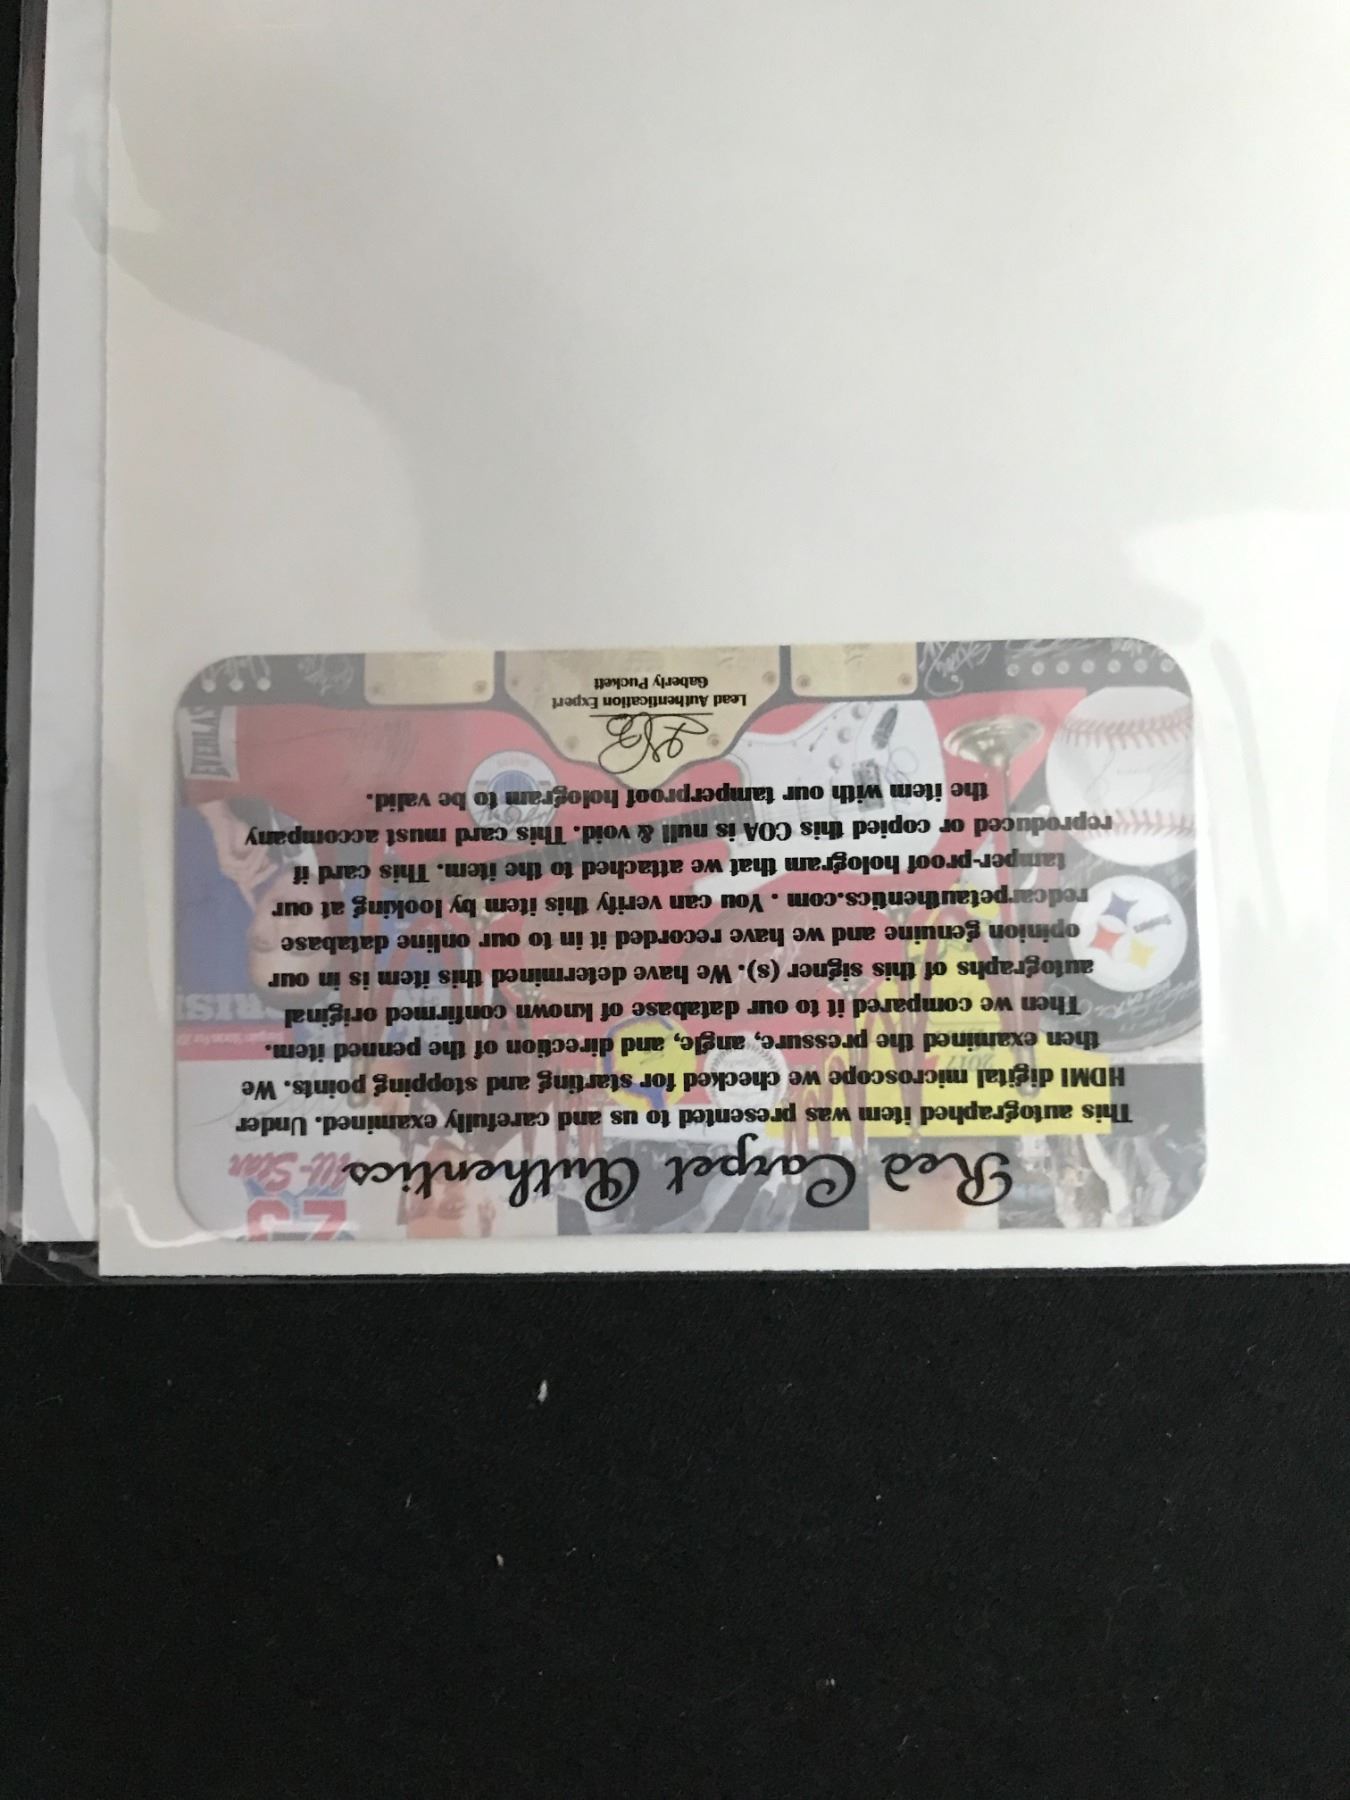 Red Carpet Authentics
This autographed item was presented to us and carefully examined. Under
HDMI digital microscope we checked for starting and stopping points. We
then examined the pressure, angle, and direction of the penned item.
Then we compared it to our database of known confirmed original
autographs of this signer (s). We have determined this item is in our
opinion genuine and we have recorded it in to our online database
redcarpetauthentics.com . You can verify this item by looking at our
tamper-proof hologram that we attached to the item. This card if
reproduced or copied this COA is null & void. This card must accompany
the item with our tamperproof hologram to be valid.
Lead Authentication Expert
Gaberly Puckett
All-Star
Steelers
2017
EVERLAS